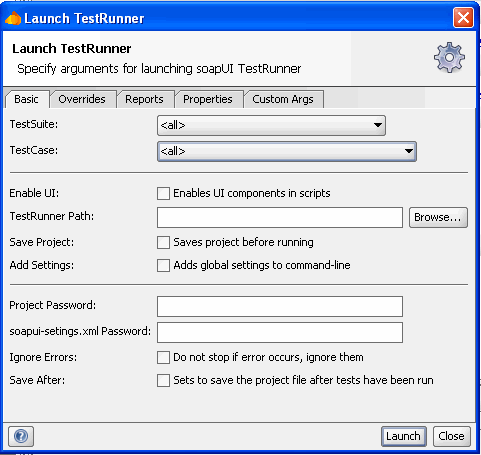 Launch TestRunner
Launch TestRunner
Specify arguments for launching soapUI TestRunner
Basic Overrides Reports Properties Custom Args
TestSuite: <all>
TestCase: <all>
Enable UI: Enables UI components in scripts
TestRunner Path: Browse...
Save Project: Saves project before running
Add Settings: Adds global settings to command-line
Project Password:
soapui-setings.xml Password:
Ignore Errors: Do not stop if error occurs, ignore them
Save After: Sets to save the project file after tests have been run
? Launch Close